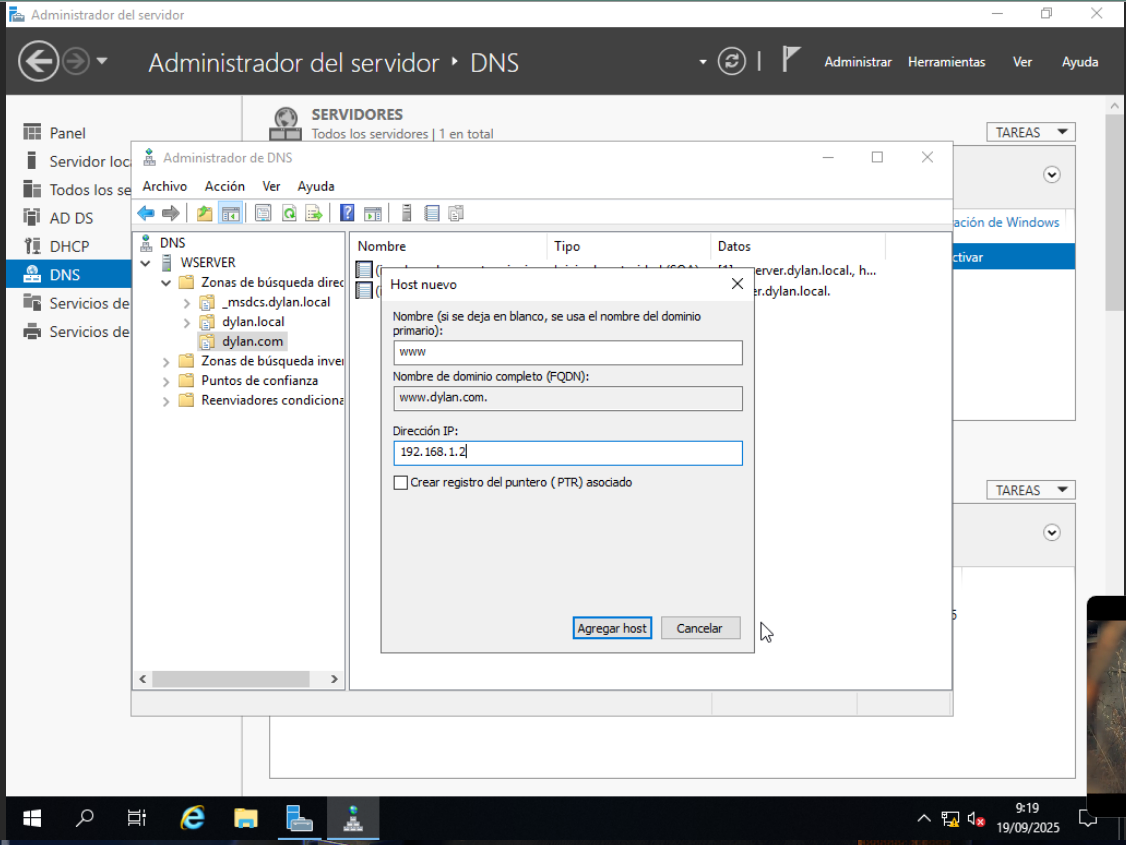 Administrador del servidor
Administrador del servidor ‣ DNS
Administrar Herramientas Ver Ayuda
Panel
Servidor loc
Todos los se
AD DS
DHCP
DNS
Servicios de
Servicios de
SERVIDORES
Todos los servidores | 1 en total
TAREAS
ación de Windows
ctivar
TAREAS
Administrador de DNS
Archivo Acción Ver Ayuda
DNS
WSERVER
Zonas de búsqueda direc
_msdcs.dylan.local
dylan.local
dylan.com
Zonas de búsqueda inver
Puntos de confianza
Reenviadores condiciona
Nombre Tipo Datos
erver.dylan.local., h...
er.dylan.local.
Host nuevo
Nombre (si se deja en blanco, se usa el nombre del dominio
primario):
www
Nombre de dominio completo (FQDN):
www.dylan.com.
Dirección IP:
192.168.1.2
Crear registro del puntero (PTR) asociado
Agregar host Cancelar
9:19
19/09/2025